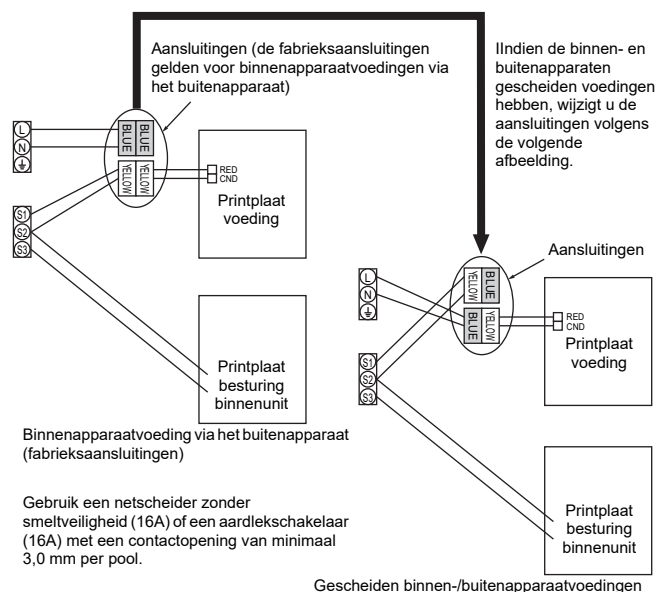 Aansluitingen (de fabrieksaansluitingen
gelden voor binnenapparaatvoedingen via
het buitenapparaat)
IIndien de binnen- en
buitenapparaten
gescheiden voedingen
hebben, wijzigt u de
aansluitingen volgens
de volgende
afbeelding.
L
N
BLUE
BLUE
YELLOW
YELLOW
RED
CND
Printplaat
voeding
S1
S2
S3
Printplaat
besturing
binnenunit
Binnenapparaatvoeding via het buitenapparaat
(fabrieksaansluitingen)
Gebruik een netscheider zonder
smeltveiligheid (16A) of een aardlekschakelaar
(16A) met een contactopening van minimaal
3,0 mm per pool.
Aansluitingen
L
N
YELLOW
BLUE
BLUE
YELLOW
RED
CND
Printplaat
voeding
S1
S2
S3
Printplaat
besturing
binnenunit
Gescheiden binnen-/buitenapparaatvoedingen